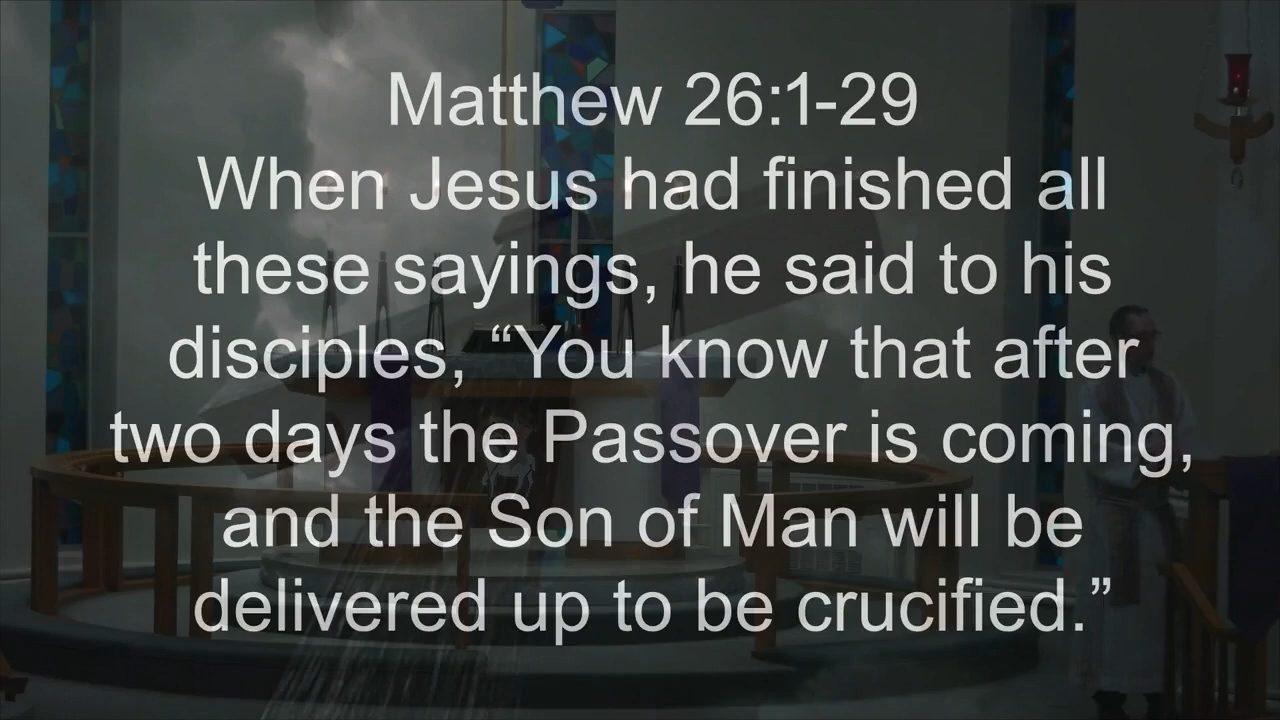 Matthew 26:1-29
When Jesus had finished all
these sayings, he said to his
disciples, “You know that after
two days the Passover is coming,
and the Son of Man will be
delivered up to be crucified.”